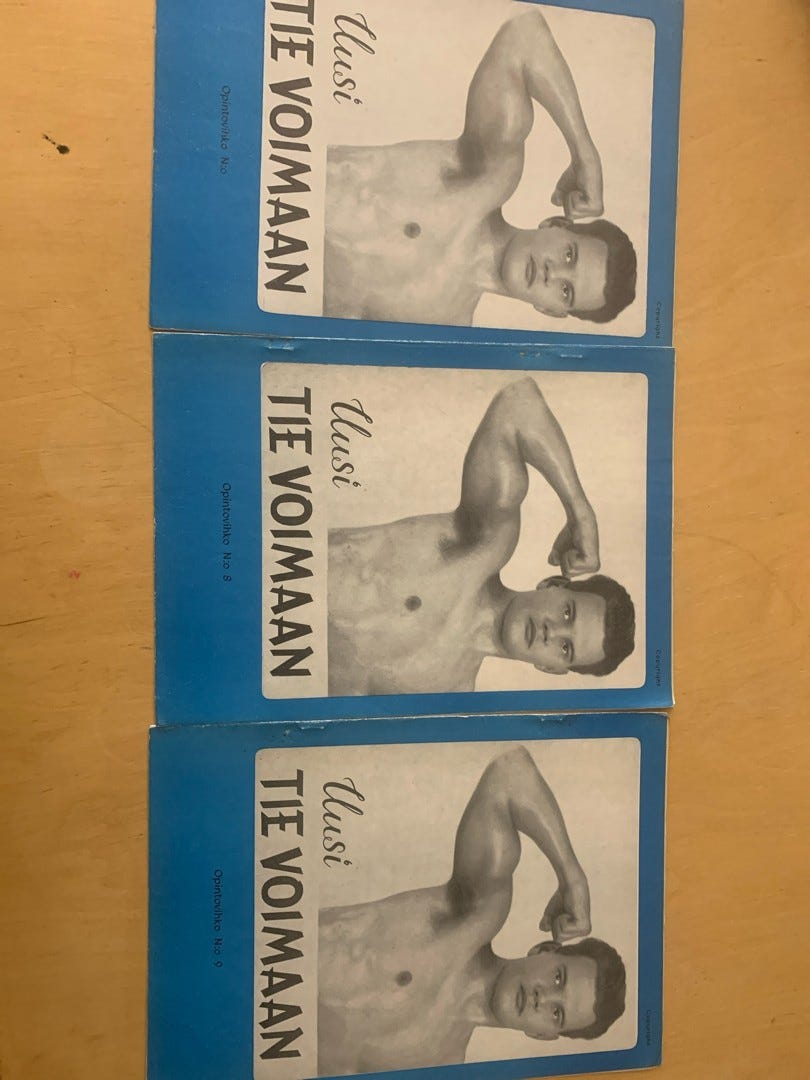 Copyright
Uusi
TIE VOIMAAN
Opintovihko N:o
Copyright
Uusi
TIE VOIMAAN
Opintovihko N:o 8
Copyright
Uusi
TIE VOIMAAN
Opintovihko N:o 9